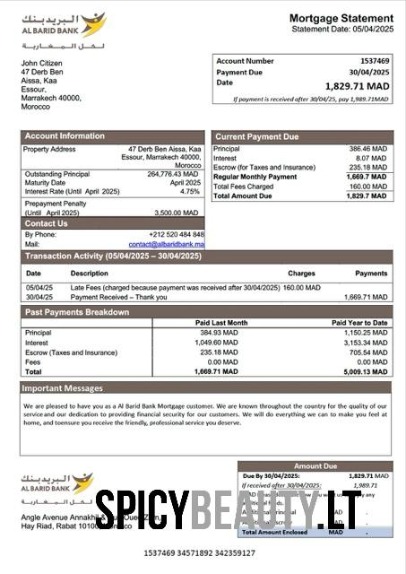 البريد بنك
AL BARID BANK
Mortgage Statement
Statement Date: 05/04/2025
John Citizen
47 Derb Ben
Aissa, Kaa
Essour,
Marrakech 40000,
Morocco
Account Number 1537469
Payment Due 30/04/2025
Date 1,829.71 MAD
If payment is received after 30/04/25, pay 1,989.71MAD
Account Information
Property Address 47 Derb Ben Aissa, Kaa
Essour, Marrakech 40000,
Morocco
Outstanding Principal 264,776.43 MAD
Maturity Date April 2025
Interest Rate (Until April 2025) 4.75%
Prepayment Penalty
(Until April 2025) 3,500.00 MAD
Contact Us
By Phone: +212 520 484 848
Mail: contact@albaridbank.ma
Current Payment Due
Principal 386.46 MAD
Interest 8.07 MAD
Escrow (for Taxes and Insurance) 235.18 MAD
Regular Monthly Payment 1,669.7 MAD
Total Fees Charged 160.00 MAD
Total Amount Due 1,829.7 MAD
Transaction Activity (05/04/2025 – 30/04/2025)
Date Description Charges Payments
05/04/25 Late Fees (charged because payment was received after 30/04/2025) 160.00 MAD
30/04/25 Payment Received – Thank you 1,669.71 MAD
Past Payments Breakdown
Paid Last Month Paid Year to Date
Principal 384.93 MAD 1,150.25 MAD
Interest 1,049.60 MAD 3,153.34 MAD
Escrow (Taxes and Insurance) 235.18 MAD 705.54 MAD
Fees 0.00 MAD 0.00 MAD
Total 1,669.71 MAD 5,009.13 MAD
Important Messages
We are pleased to have you as a Al Barid Bank Mortgage customer. We are known throughout the country for the quality of our
service and our dedication to providing financial security for our customers. We will do everything we can to make you feel at
home, and toensure you receive the friendly, professional service you deserve.
البريد بنك
AL BARID BANK
Amount Due
Due By 30/04/2025: 1,829.71 MAD
If received after 30/04/2025: 1,989.71
Angle Avenue Annakhil
Hay Riad, Rabat
Total Amount Enclosed MAD
SPICYBEAUTY.LT
1537469 34571892 342359127